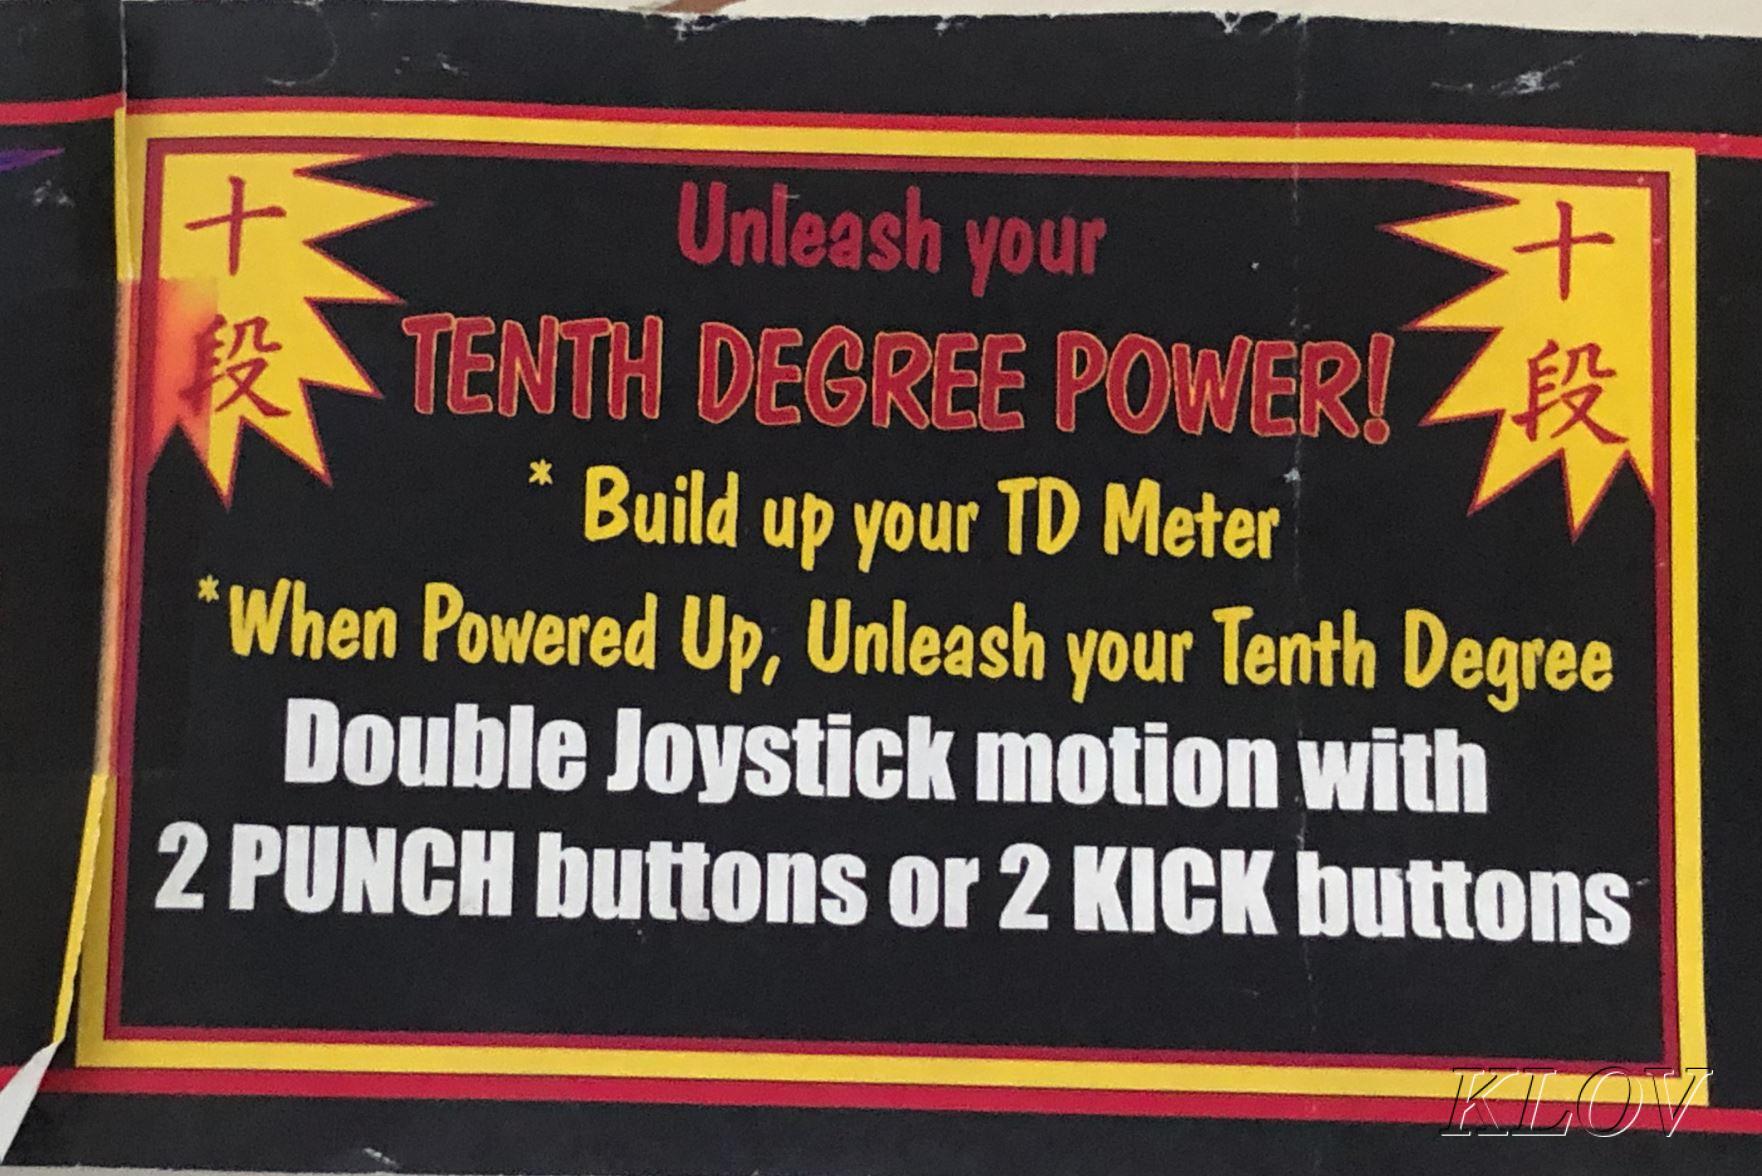 十
段
Unleash your
十
段
TENTH DEGREE POWER!
* Build up your TD Meter
*When Powered Up, Unleash your Tenth Degree
Double Joystick motion with
2 PUNCH buttons or 2 KICK buttons
KLOV